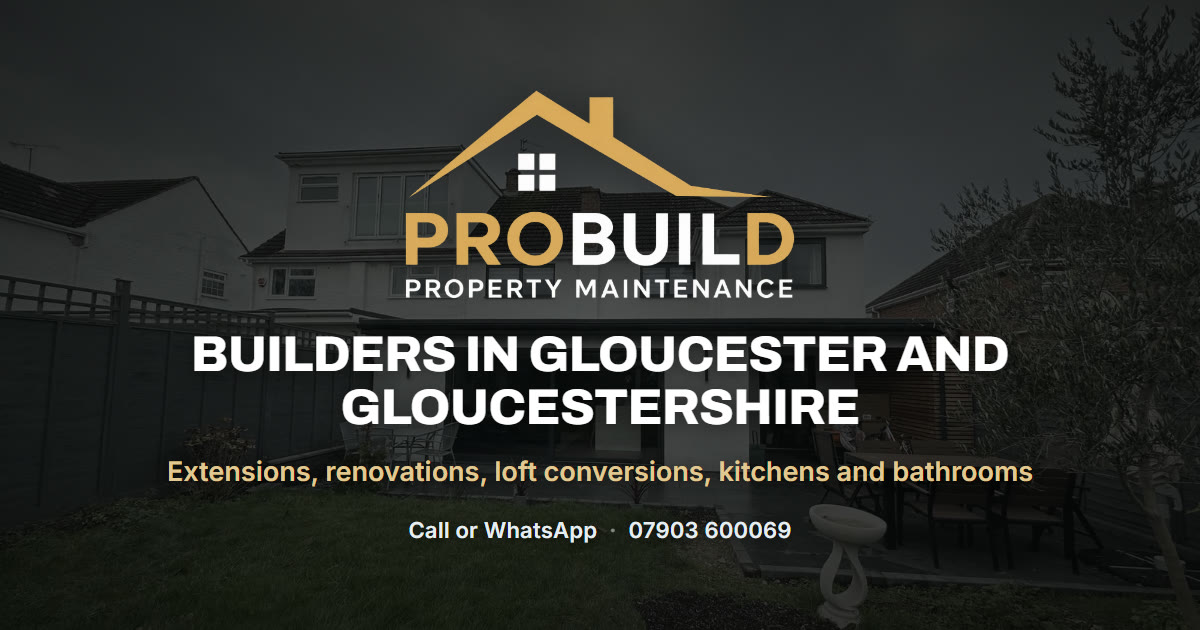 PROBUILD
PROPERTY MAINTENANCE
BUILDERS IN GLOUCESTER AND
GLOUCESTERSHIRE
Extensions, renovations, loft conversions, kitchens and bathrooms
Call or WhatsApp · 07903 600069